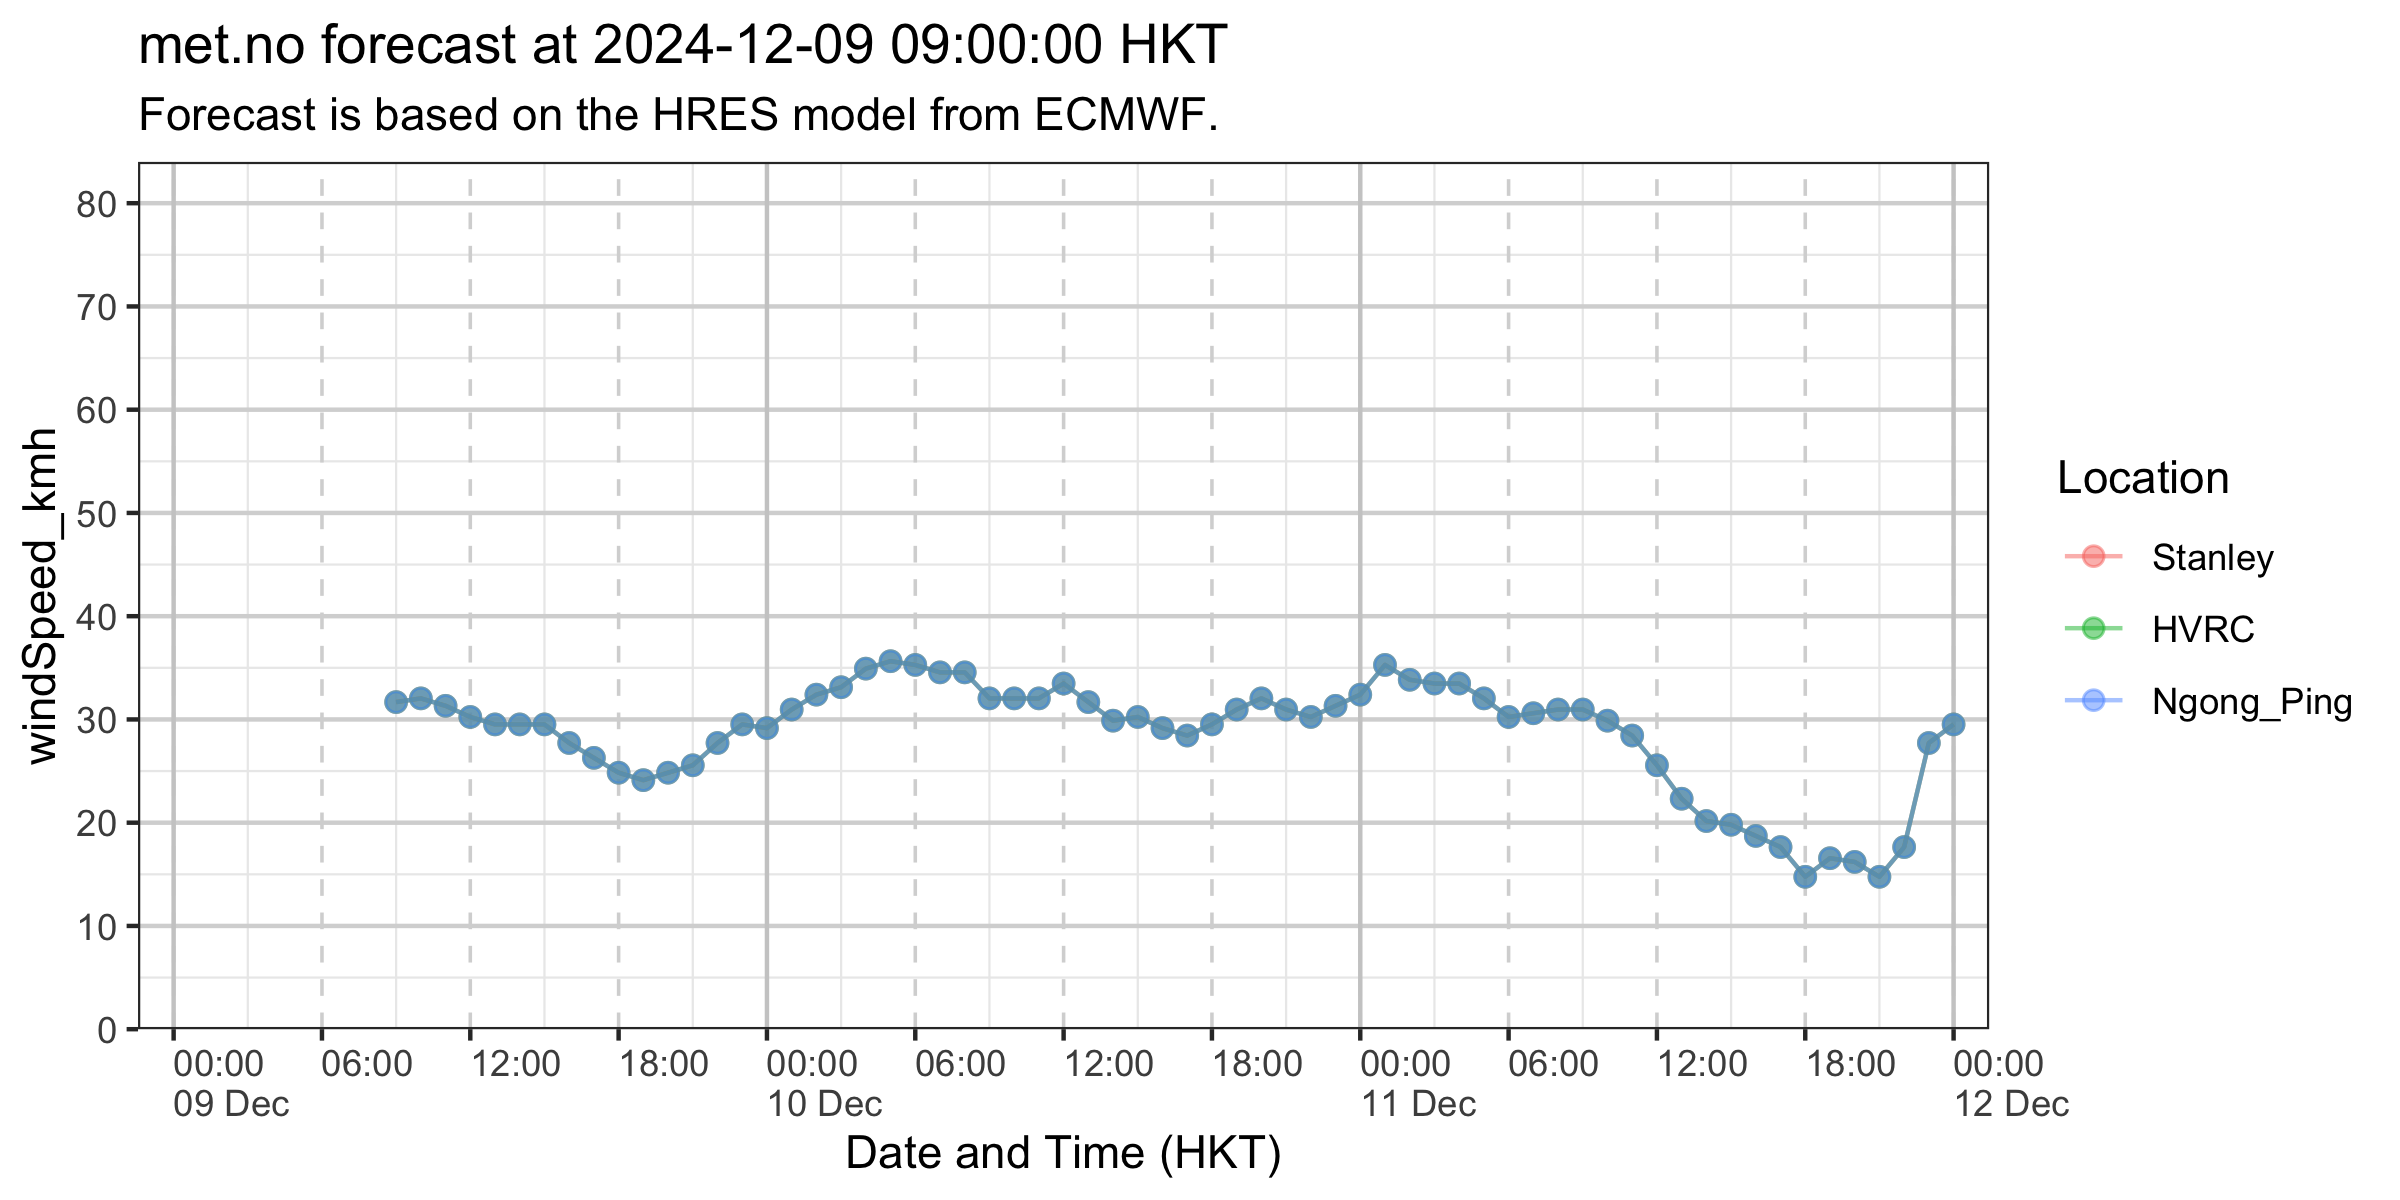 met.no forecast at 2024-12-09 09:00:00 HKT
Forecast is based on the HRES model from ECMWF.
windSpeed_kmh
80
70
60
50
40
30
20
10
0
00:00 06:00 12:00 18:00 00:00 06:00 12:00 18:00 00:00 06:00 12:00 18:00 00:00
09 Dec 10 Dec 11 Dec 12 Dec
Date and Time (HKT)
Location
Stanley
HVRC
Ngong_Ping